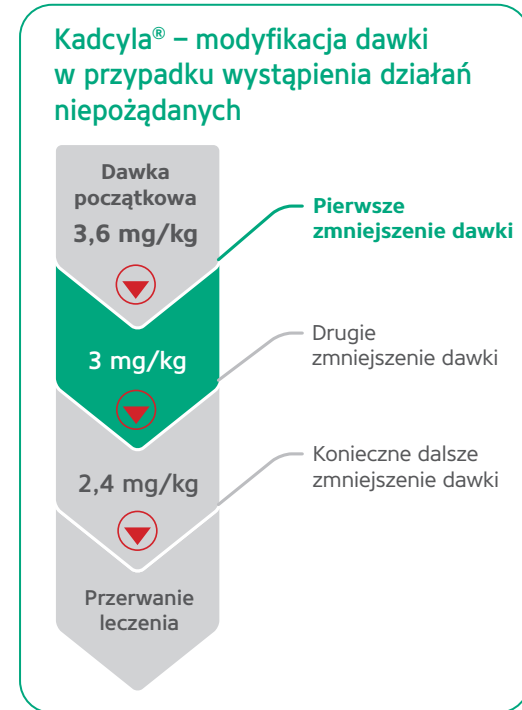 Kadcyla® – modyfikacja dawki
w przypadku wystąpienia działań
niepożądanych
Dawka
początkowa
3,6 mg/kg
Pierwsze
zmniejszenie dawki
3 mg/kg
Drugie
zmniejszenie dawki
2,4 mg/kg
Konieczne dalsze
zmniejszenie dawki
Przerwanie
leczenia